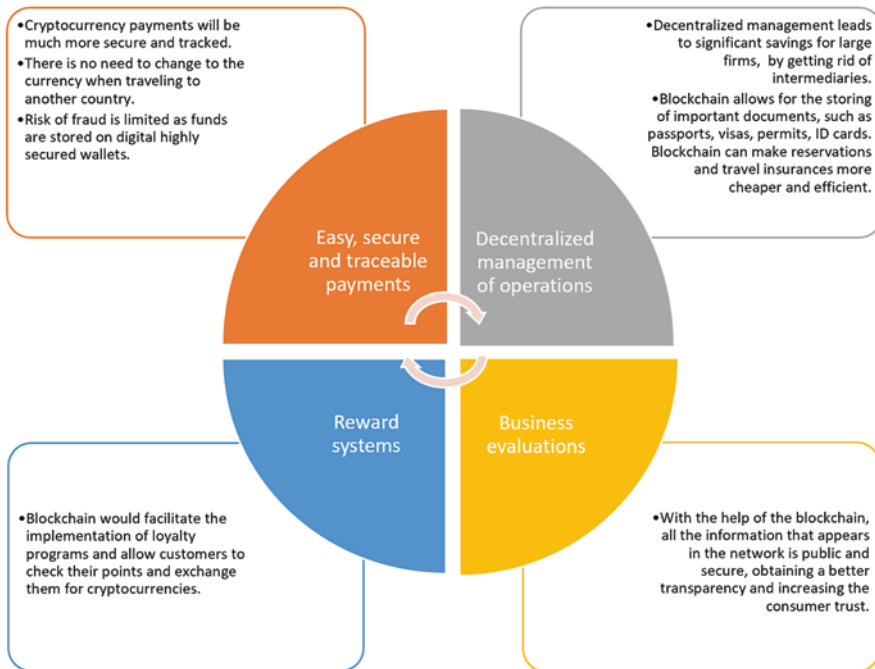 •Cryptocurrency payments will be
much more secure and tracked.
•There is no need to change to the
currency when traveling to
another country.
•Risk of fraud is limited as funds
are stored on digital highly
secured wallets.
•Decentralized management leads
to significant savings for large
firms, by getting rid of
intermediaries.
•Blockchain allows for the storing
of important documents, such as
passports, visas, permits, ID cards.
Blockchain can make reservations
and travel insurances more
cheaper and efficient.
Easy, secure
and traceable
payments
Decentralized
management
of operations
Reward
systems
Business
evaluations
•Blockchain would facilitate the
implementation of loyalty
programs and allow customers to
check their points and exchange
them for cryptocurrencies.
•With the help of the blockchain,
all the information that appears
in the network is public and
secure, obtaining a better
transparency and increasing the
consumer trust.